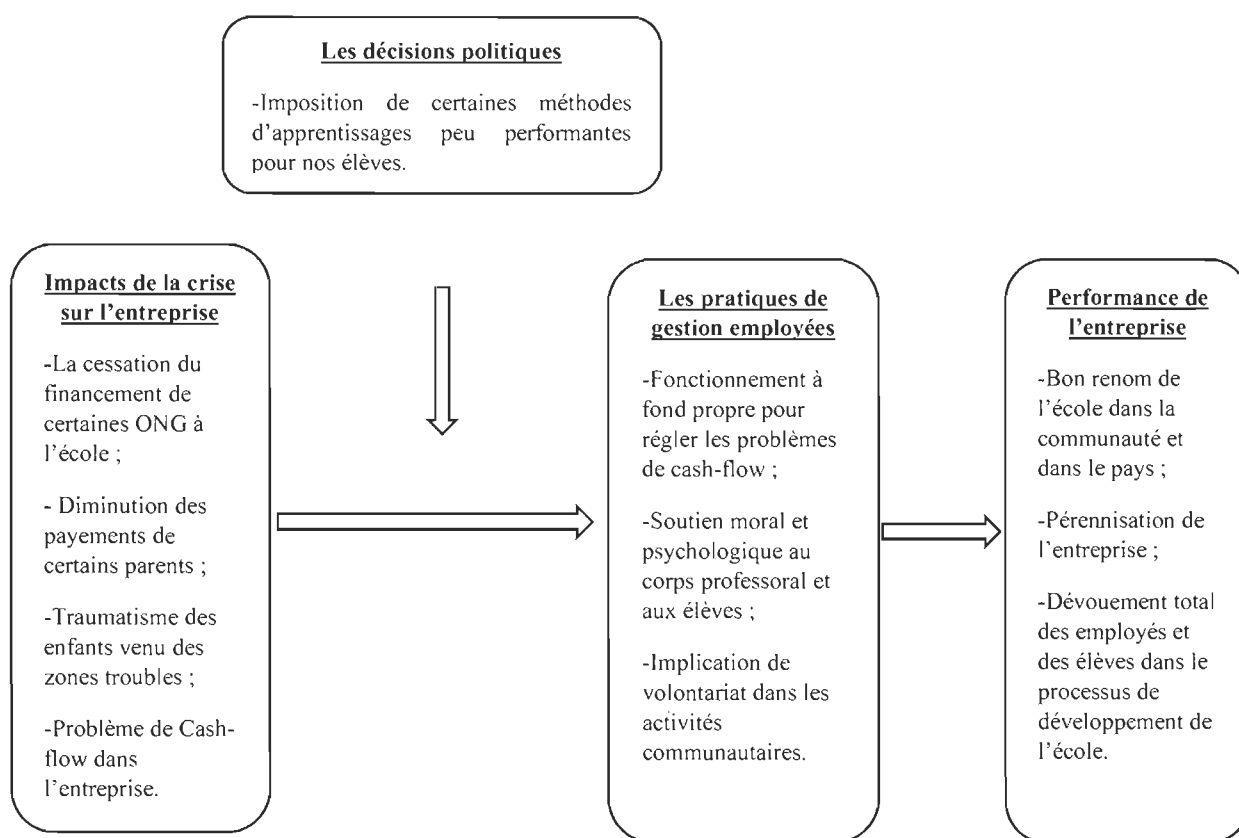 Les décisions politiques
-Imposition de certaines méthodes
d'apprentissages peu performantes
pour nos élèves.
Impacts de la crise
sur l'entreprise
-La cessation du
financement de
certaines ONG à
l'école ;
- Diminution des
payements de
certains parents ;
-Traumatisme des
enfants venu des
zones troubles ;
-Problème de Cash-
flow dans
l'entreprise.
Les pratiques de
gestion employées
-Fonctionnement à
fond propre pour
régler les problèmes
de cash-flow ;
-Soutien moral et
psychologique au
corps professoral et
aux élèves ;
-Implication de
volontariat dans les
activités
communautaires.
Performance de
l'entreprise
-Bon renom de
l'école dans la
communauté et
dans le pays ;
-Pérennisation de
l'entreprise ;
-Dévouement total
des employés et
des élèves dans le
processus de
développement de
l'école.